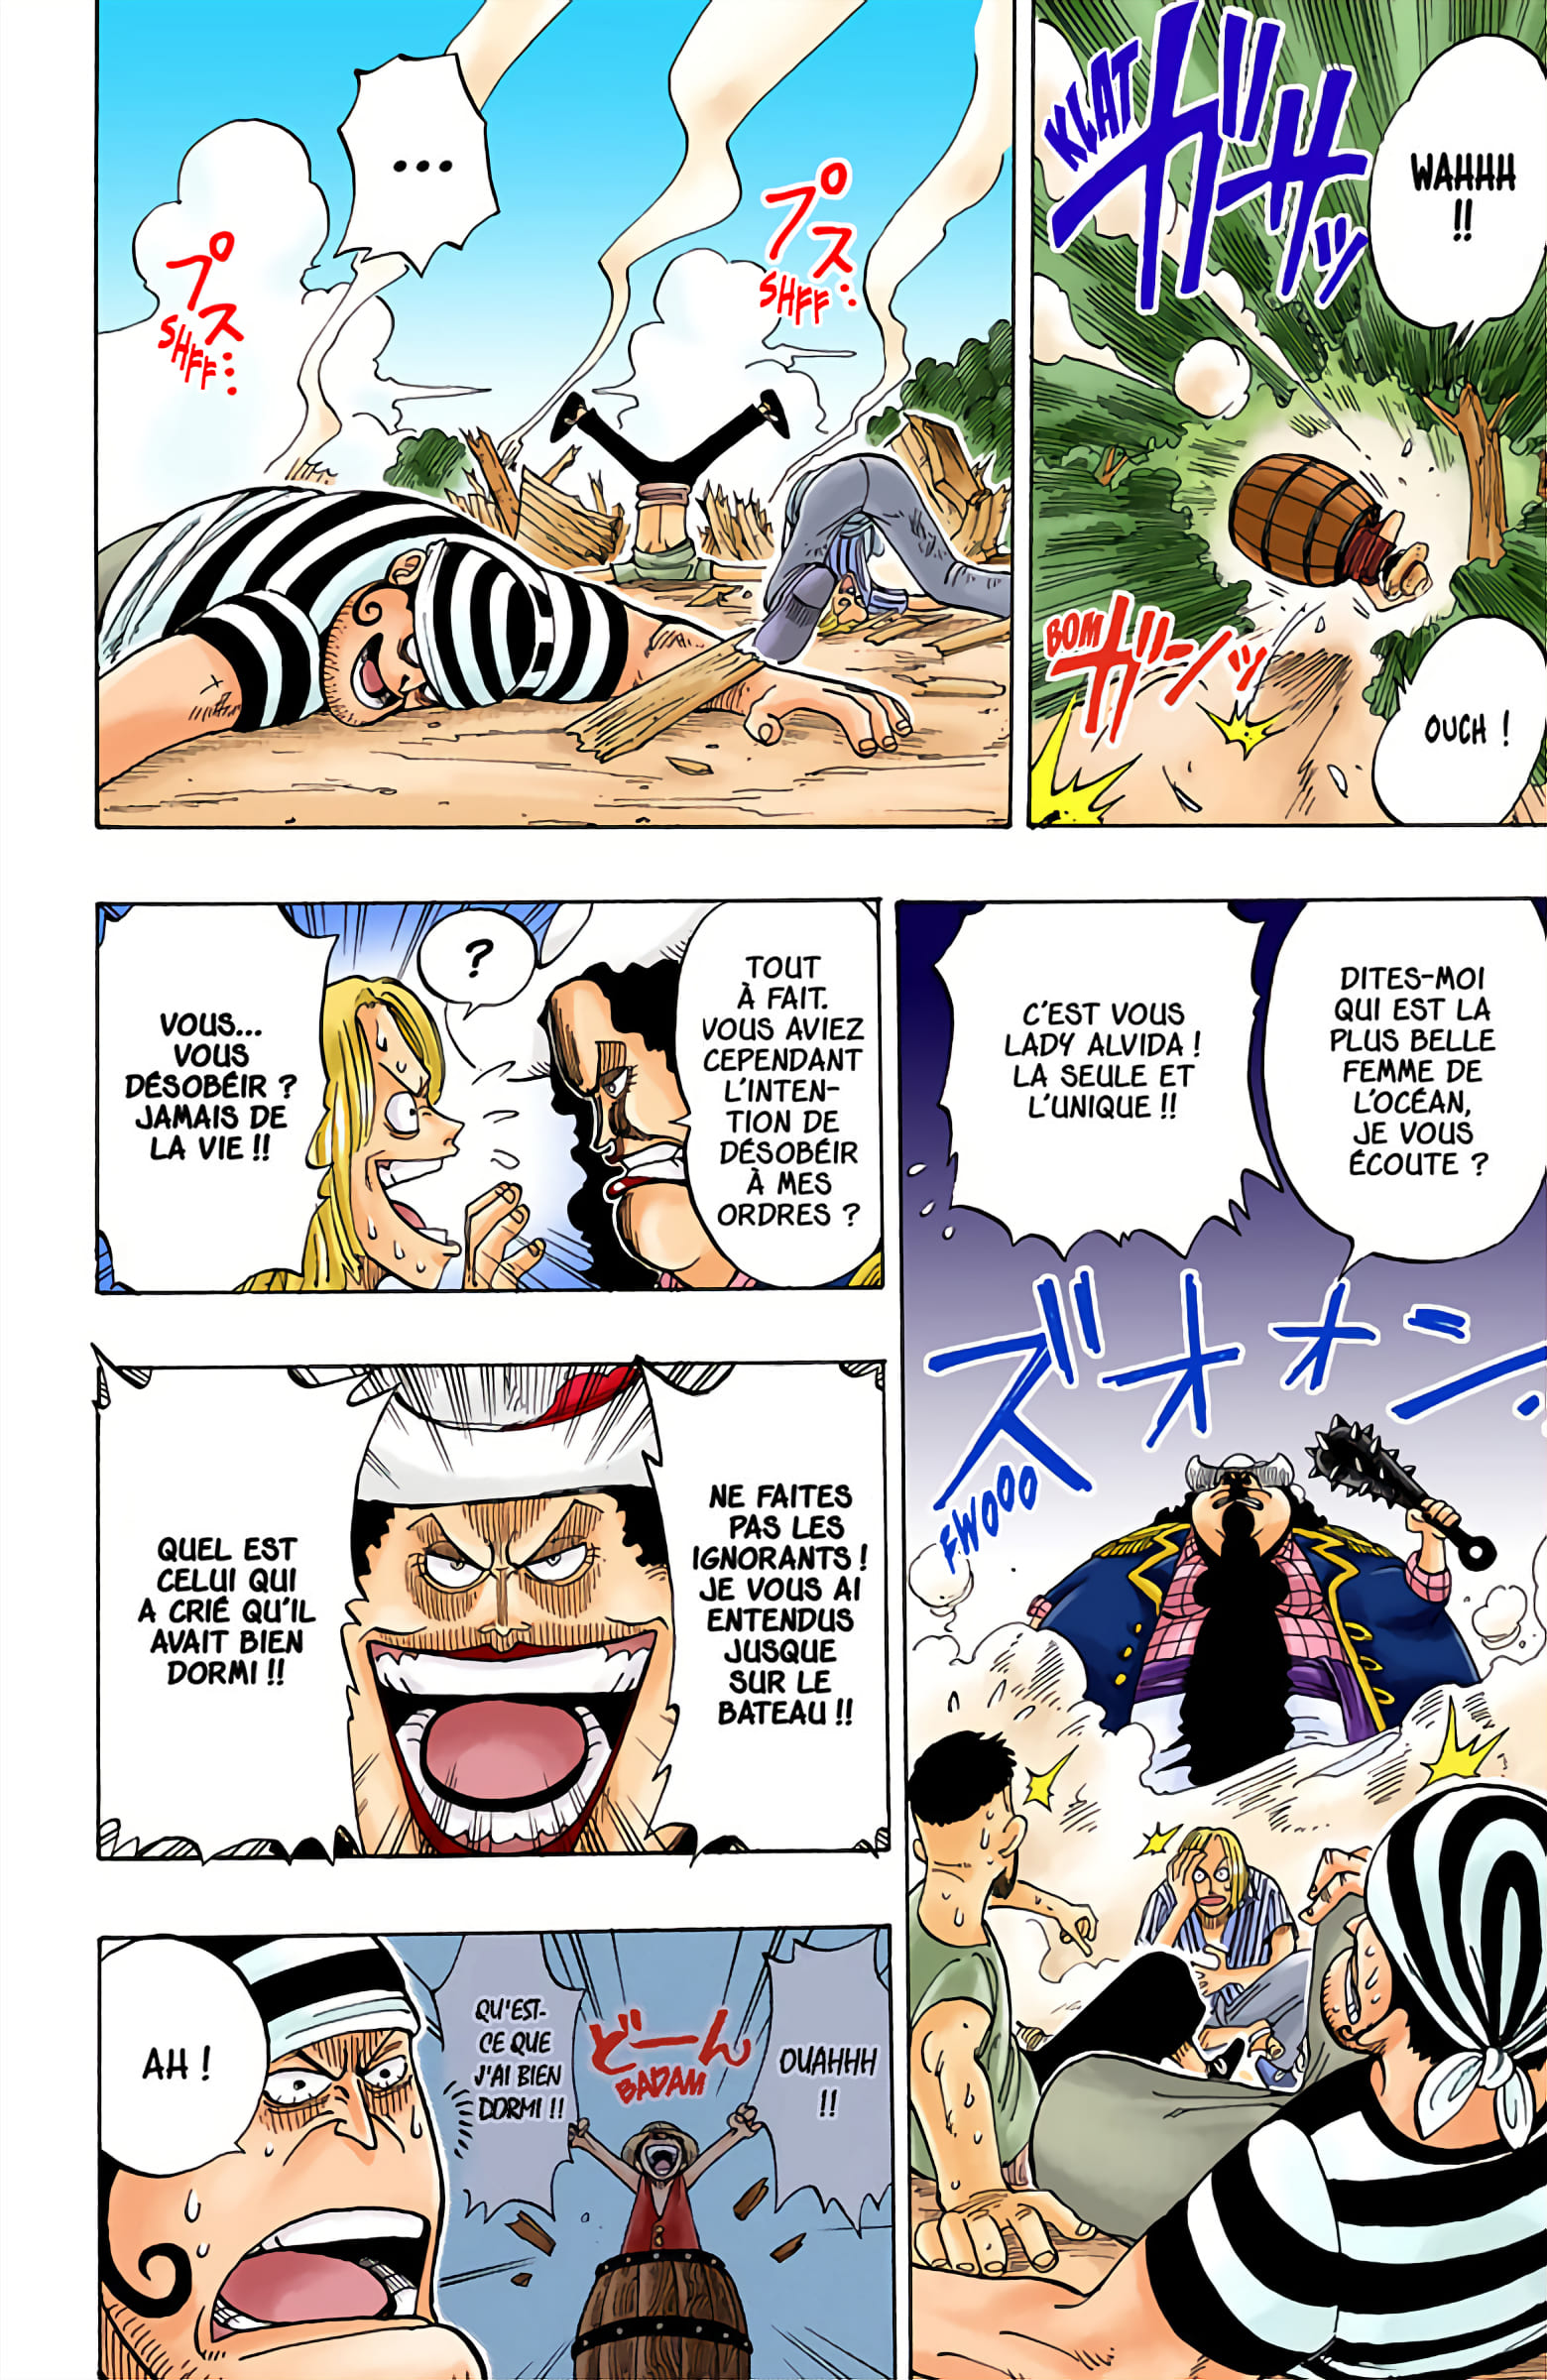 WAHHH
!!
KLAT
ガサッ
BOM
ガーンッ
OUCH !
...
プス...
SHFF
プス...
SHFF
DITES-MOI
QUI EST LA
PLUS BELLE
FEMME DE
L'OCÉAN,
JE VOUS
ÉCOUTE ?
C'EST VOUS
LADY ALVIDA !
LA SEULE ET
L'UNIQUE !!
ズオオン
FWOOO
TOUT
À FAIT.
VOUS AVIEZ
CEPENDANT
L'INTEN-
TION DE
DÉSOBÉIR
À MES
ORDRES ?
?
VOUS...
VOUS
DÉSOBÉIR ?
JAMAIS DE
LA VIE !!
NE FAITES
PAS LES
IGNORANTS !
JE VOUS AI
ENTENDUS
JUSQUE
SUR LE
BATEAU !!
QUEL EST
CELUI QUI
A CRIÉ QU'IL
AVAIT BIEN
DORMI !!
OUAHHH
!!
どーん
BADAM
QU'EST-
CE QUE
J'AI BIEN
DORMI !!
AH !